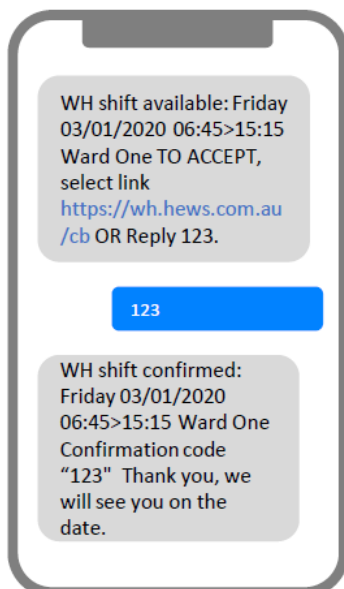 WH shift available: Friday
03/01/2020 06:45>15:15
Ward One TO ACCEPT,
select link
https://wh.hews.com.au
/cb OR Reply 123.
123
WH shift confirmed:
Friday 03/01/2020
06:45>15:15 Ward One
Confirmation code
“123"  Thank you, we
will see you on the
date.